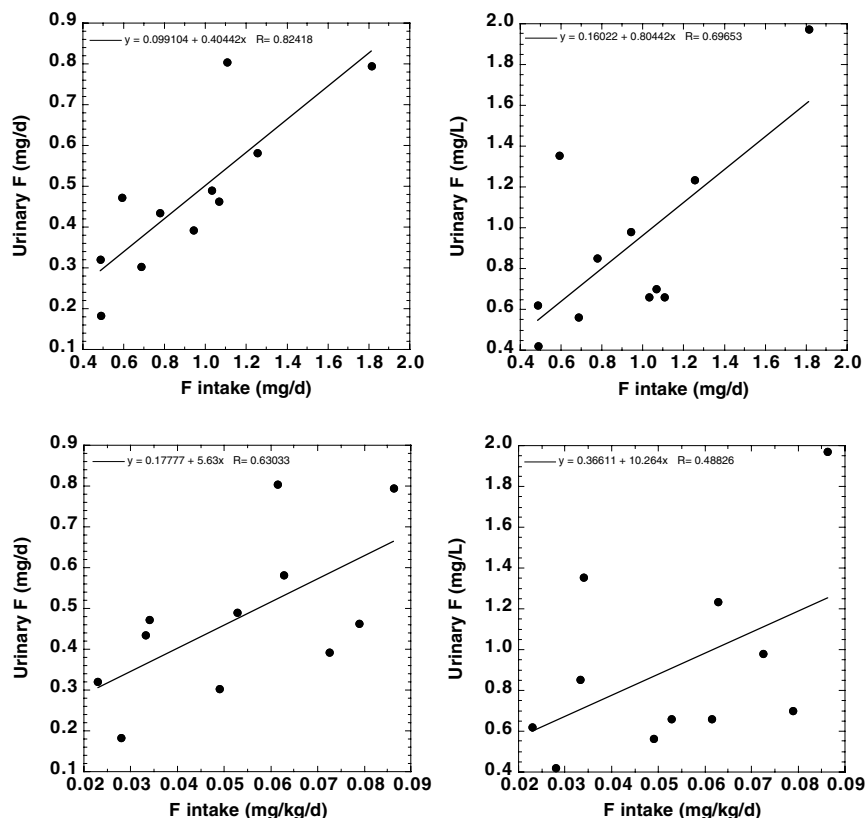 y = 0.099104 + 0.40442x R= 0.82418
0.9
0.8
0.7
0.6
0.5
0.4
0.3
0.2
0.1
Urinary F (mg/d)
0.4 0.6 0.8 1.0 1.2 1.4 1.6 1.8 2.0
F intake (mg/d)
y = 0.16022 + 0.80442x R= 0.69653
2.0
1.8
1.6
1.4
1.2
1.0
0.8
0.6
0.4
Urinary F (mg/L)
0.4 0.6 0.8 1.0 1.2 1.4 1.6 1.8 2.0
F intake (mg/d)
y = 0.17777 + 5.63x R= 0.63033
0.9
0.8
0.7
0.6
0.5
0.4
0.3
0.2
0.1
Urinary F (mg/d)
0.02 0.03 0.04 0.05 0.06 0.07 0.08 0.09
F intake (mg/kg/d)
y = 0.36611 + 10.264x R= 0.48826
2.0
1.8
1.6
1.4
1.2
1.0
0.8
0.6
0.4
Urinary F (mg/L)
0.02 0.03 0.04 0.05 0.06 0.07 0.08 0.09
F intake (mg/kg/d)